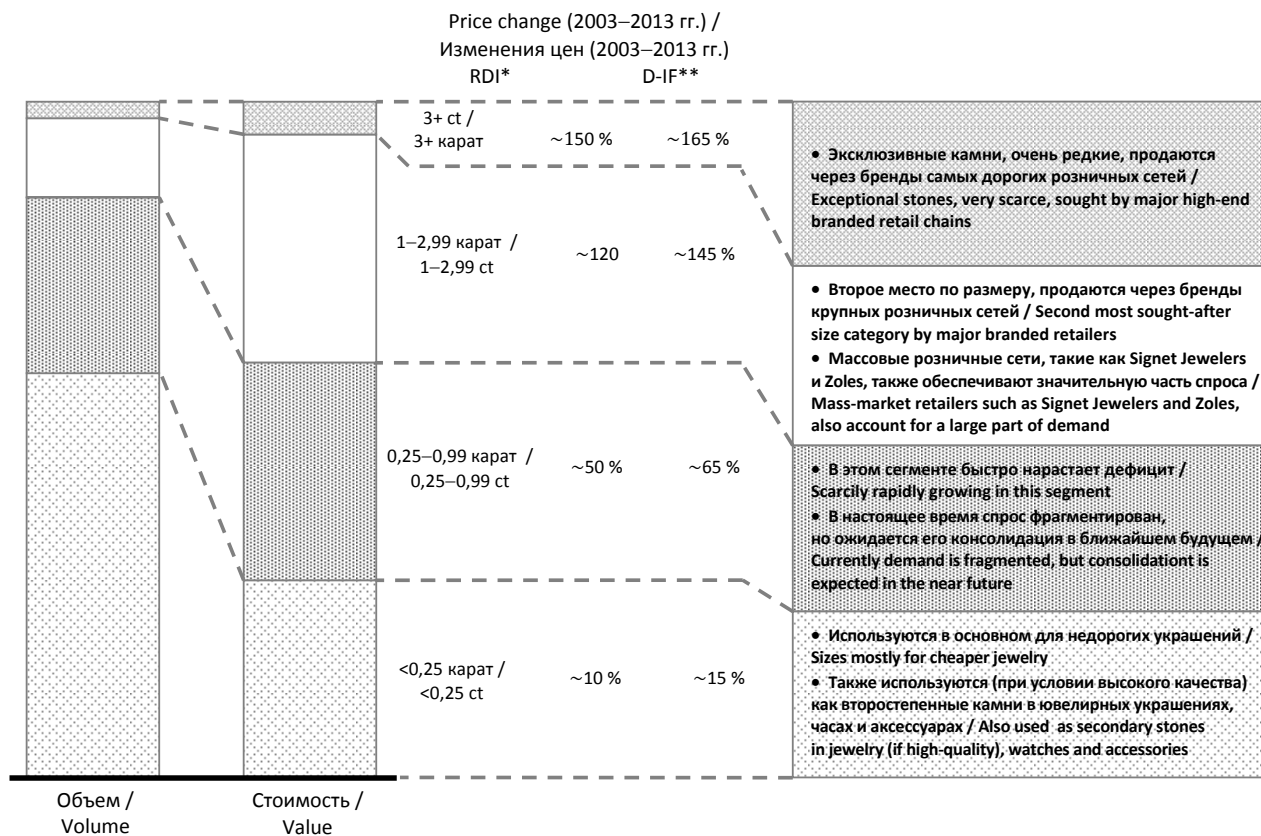 Price change (2003–2013 гг.) /
Изменения цен (2003–2013 гг.)
RDI* D-IF**
3+ ct /
3+ карат
~150 % ~165 %
• Эксклюзивные камни, очень редкие, продаются
через бренды самых дорогих розничных сетей /
Exceptional stones, very scarce, sought by major high-end
branded retail chains
1–2,99 карат /
1–2,99 ct
~120 ~145 %
• Второе место по размеру, продаются через бренды
крупных розничных сетей / Second most sought-after
size category by major branded retailers
• Массовые розничные сети, такие как Signet Jewelers
и Zoles, также обеспечивают значительную часть спроса /
Mass-market retailers such as Signet Jewelers and Zoles,
also account for a large part of demand
0,25–0,99 карат /
0,25–0,99 ct
~50 % ~65 %
• В этом сегменте быстро нарастает дефицит /
Scarcily rapidly growing in this segment
• В настоящее время спрос фрагментирован,
но ожидается его консолидация в ближайшем будущем /
Currently demand is fragmented, but consolidationt is
expected in the near future
<0,25 карат /
<0,25 ct
~10 % ~15 %
• Используются в основном для недорогих украшений /
Sizes mostly for cheaper jewelry
• Также используются (при условии высокого качества)
как второстепенные камни в ювелирных украшениях,
часах и аксессуарах / Also used as secondary stones
in jewelry (if high-quality), watches and accessories
Объем /
Volume
Стоимость /
Value